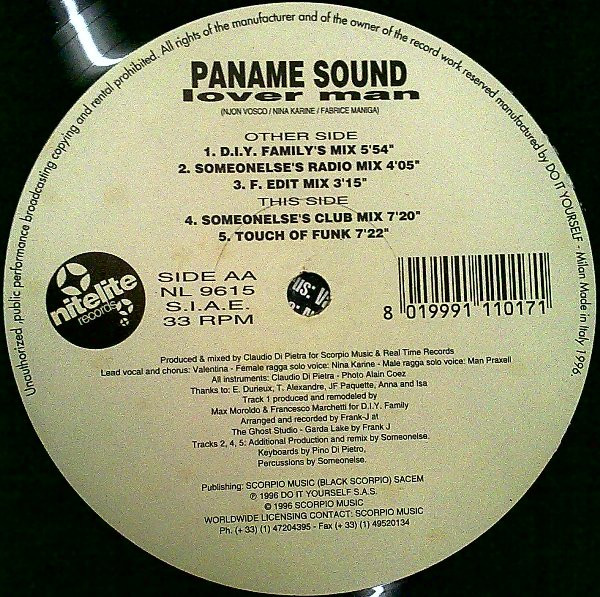 Unauthorized .public performance broadcasting copying and rental prohibited. All rights of the manufacturer and of the owner of the record work reserved manufactured by DO IT YOURSELF - Milan Made in Italy 1996.
PANAME SOUND
lover man
(NJON VOSCO / NINA KARINE / FABRICE MANIGA)
OTHER SIDE
1. D.I.Y. FAMILY'S MIX 5'54"
2. SOMEONELSE'S RADIO MIX 4'05"
3. F. EDIT MIX 3'15"
THIS SIDE
4. SOMEONELSE'S CLUB MIX 7'20"
5. TOUCH OF FUNK 7'22"
nitelite
records
SIDE AA
NL 9615
S.I.A.E.
33 RPM
8 019991 110171
Produced & mixed by Claudio Di Pietra for Scorpio Music & Real Time Records
Lead vocal and chorus: Valentina - Female ragga solo voice: Nina Karine - Male ragga solo voice: Man Praxell
All instruments: Claudio Di Pietra - Photo Alain Coez
Thanks to: E. Durieux, T. Alexandre, JF Paquette, Anna and Isa
Track 1 produced and remodeled by
Max Moroldo & Francesco Marchetti for D.I.Y. Family
Arranged and recorded by Frank-J at
The Ghost Studio - Garda Lake by Frank J
Tracks 2, 4, 5: Additional Production and remix by Someonelse.
Keyboards by Pino Di Pietro,
Percussions by Someonelse.
Publishing: SCORPIO MUSIC (BLACK SCORPIO) SACEM
℗ 1996 DO IT YOURSELF S.A.S.
© 1996 SCORPIO MUSIC
WORLDWIDE LICENSING CONTACT: SCORPIO MUSIC
Ph. (+ 33) (1) 47204395 - Fax (+ 33) (1) 49520134